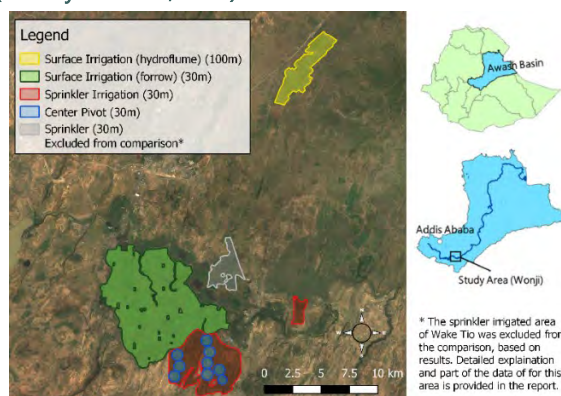 Legend
Surface Irrigation (hydroflume) (100m)
Surface Irrigation (forrow) (30m)
Sprinkler Irrigation (30m)
Center Pivot (30m)
Sprinkler (30m)
Excluded from comparison*
0 2.5 5 7.5 10 km
Awash Basin
Addis Ababa
Study Area (Wonji)
* The sprinkler irrigated area
of Wake Tio was excluded from
the comparison, based on
results. Detailed explaination
and part of the data of for this
area is provided in the report.